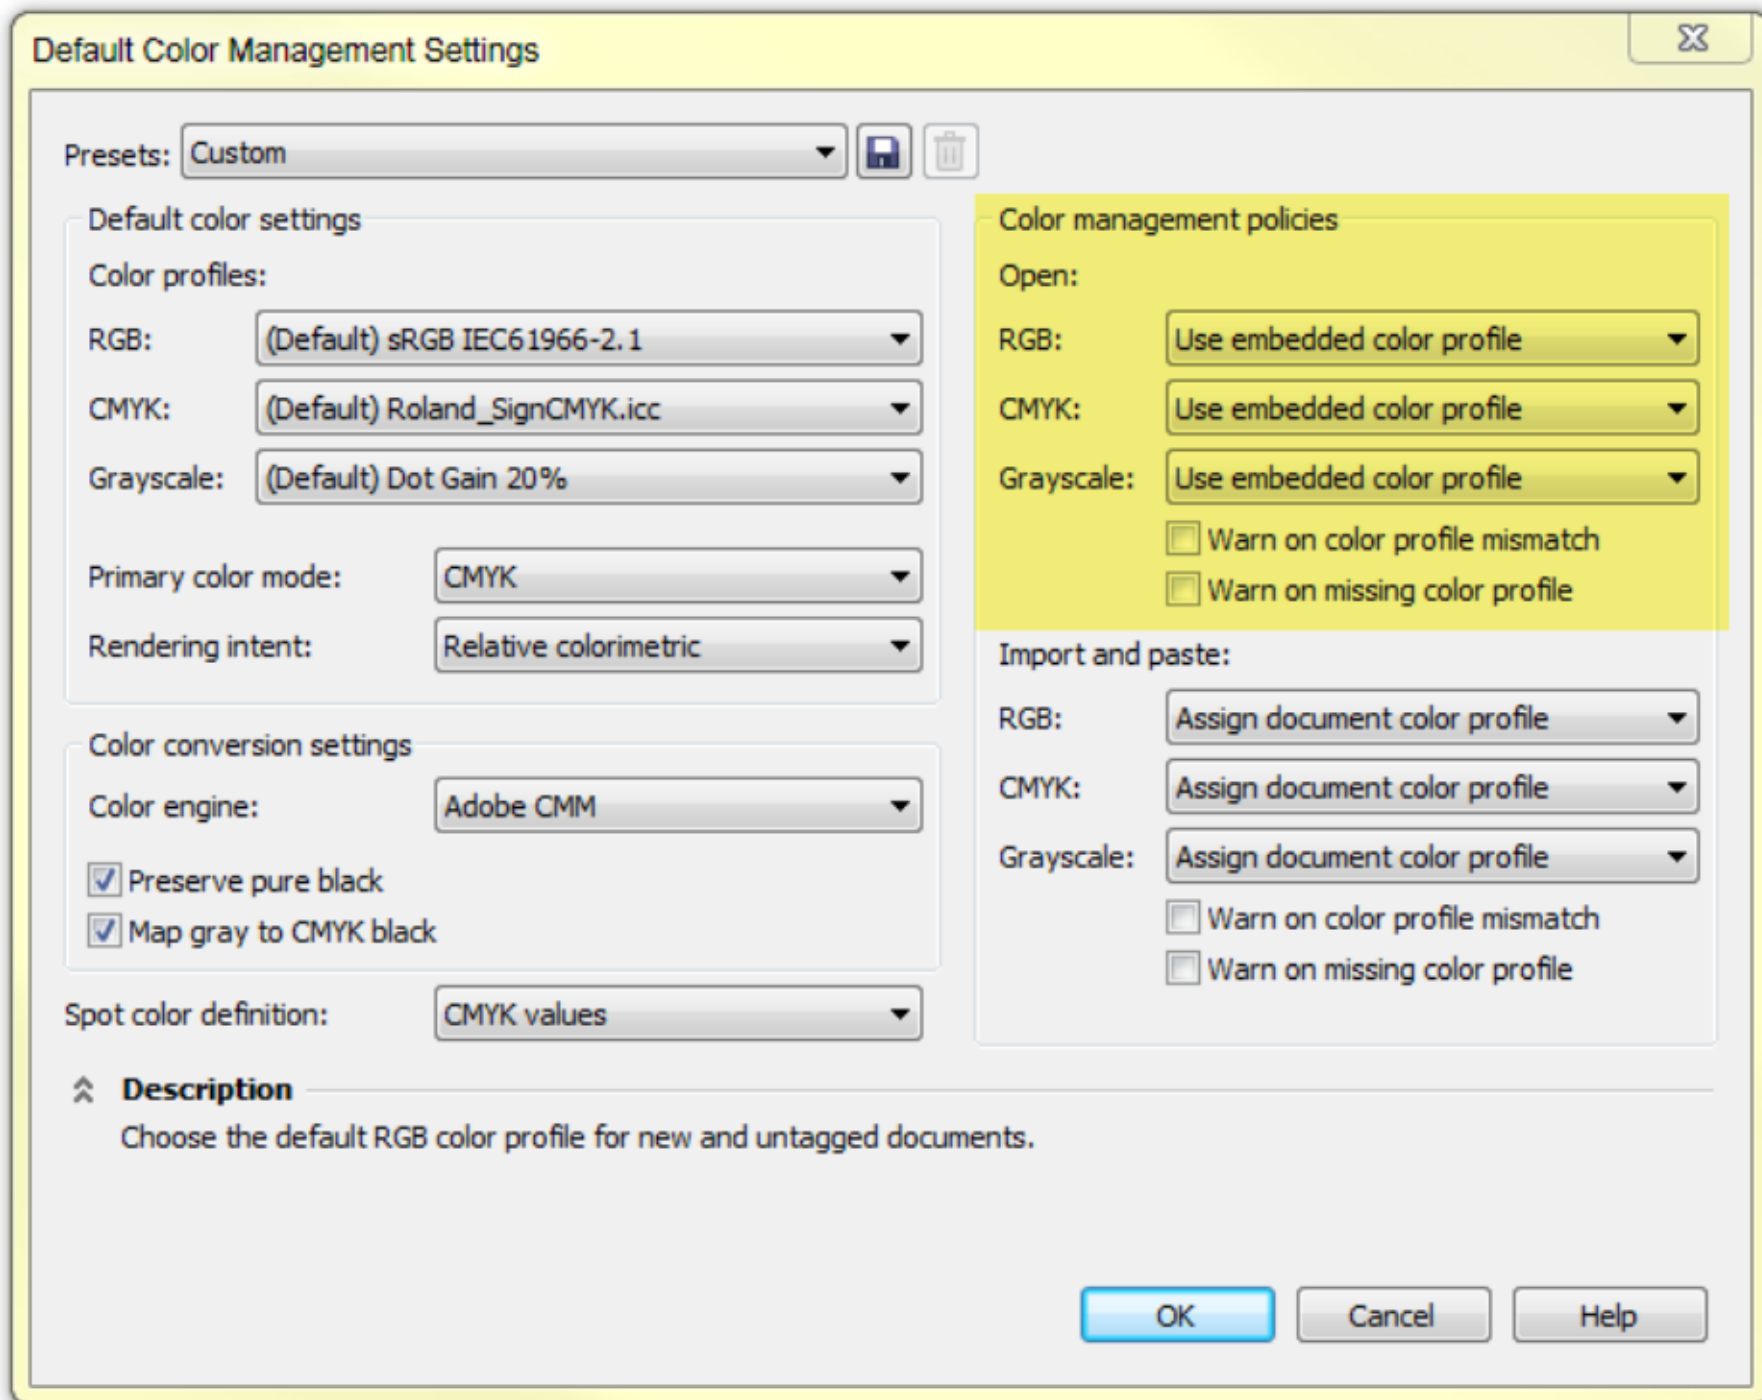 Default Color Management Settings
Presets: Custom
Default color settings
Color profiles:
RGB: (Default) sRGB IEC61966-2.1
CMYK: (Default) Roland_SignCMYK.icc
Grayscale: (Default) Dot Gain 20%
Primary color mode: CMYK
Rendering intent: Relative colorimetric
Color conversion settings
Color engine: Adobe CMM
Preserve pure black
Map gray to CMYK black
Spot color definition: CMYK values
Color management policies
Open:
RGB: Use embedded color profile
CMYK: Use embedded color profile
Grayscale: Use embedded color profile
Warn on color profile mismatch
Warn on missing color profile
Import and paste:
RGB: Assign document color profile
CMYK: Assign document color profile
Grayscale: Assign document color profile
Warn on color profile mismatch
Warn on missing color profile
Description
Choose the default RGB color profile for new and untagged documents.
OK Cancel Help